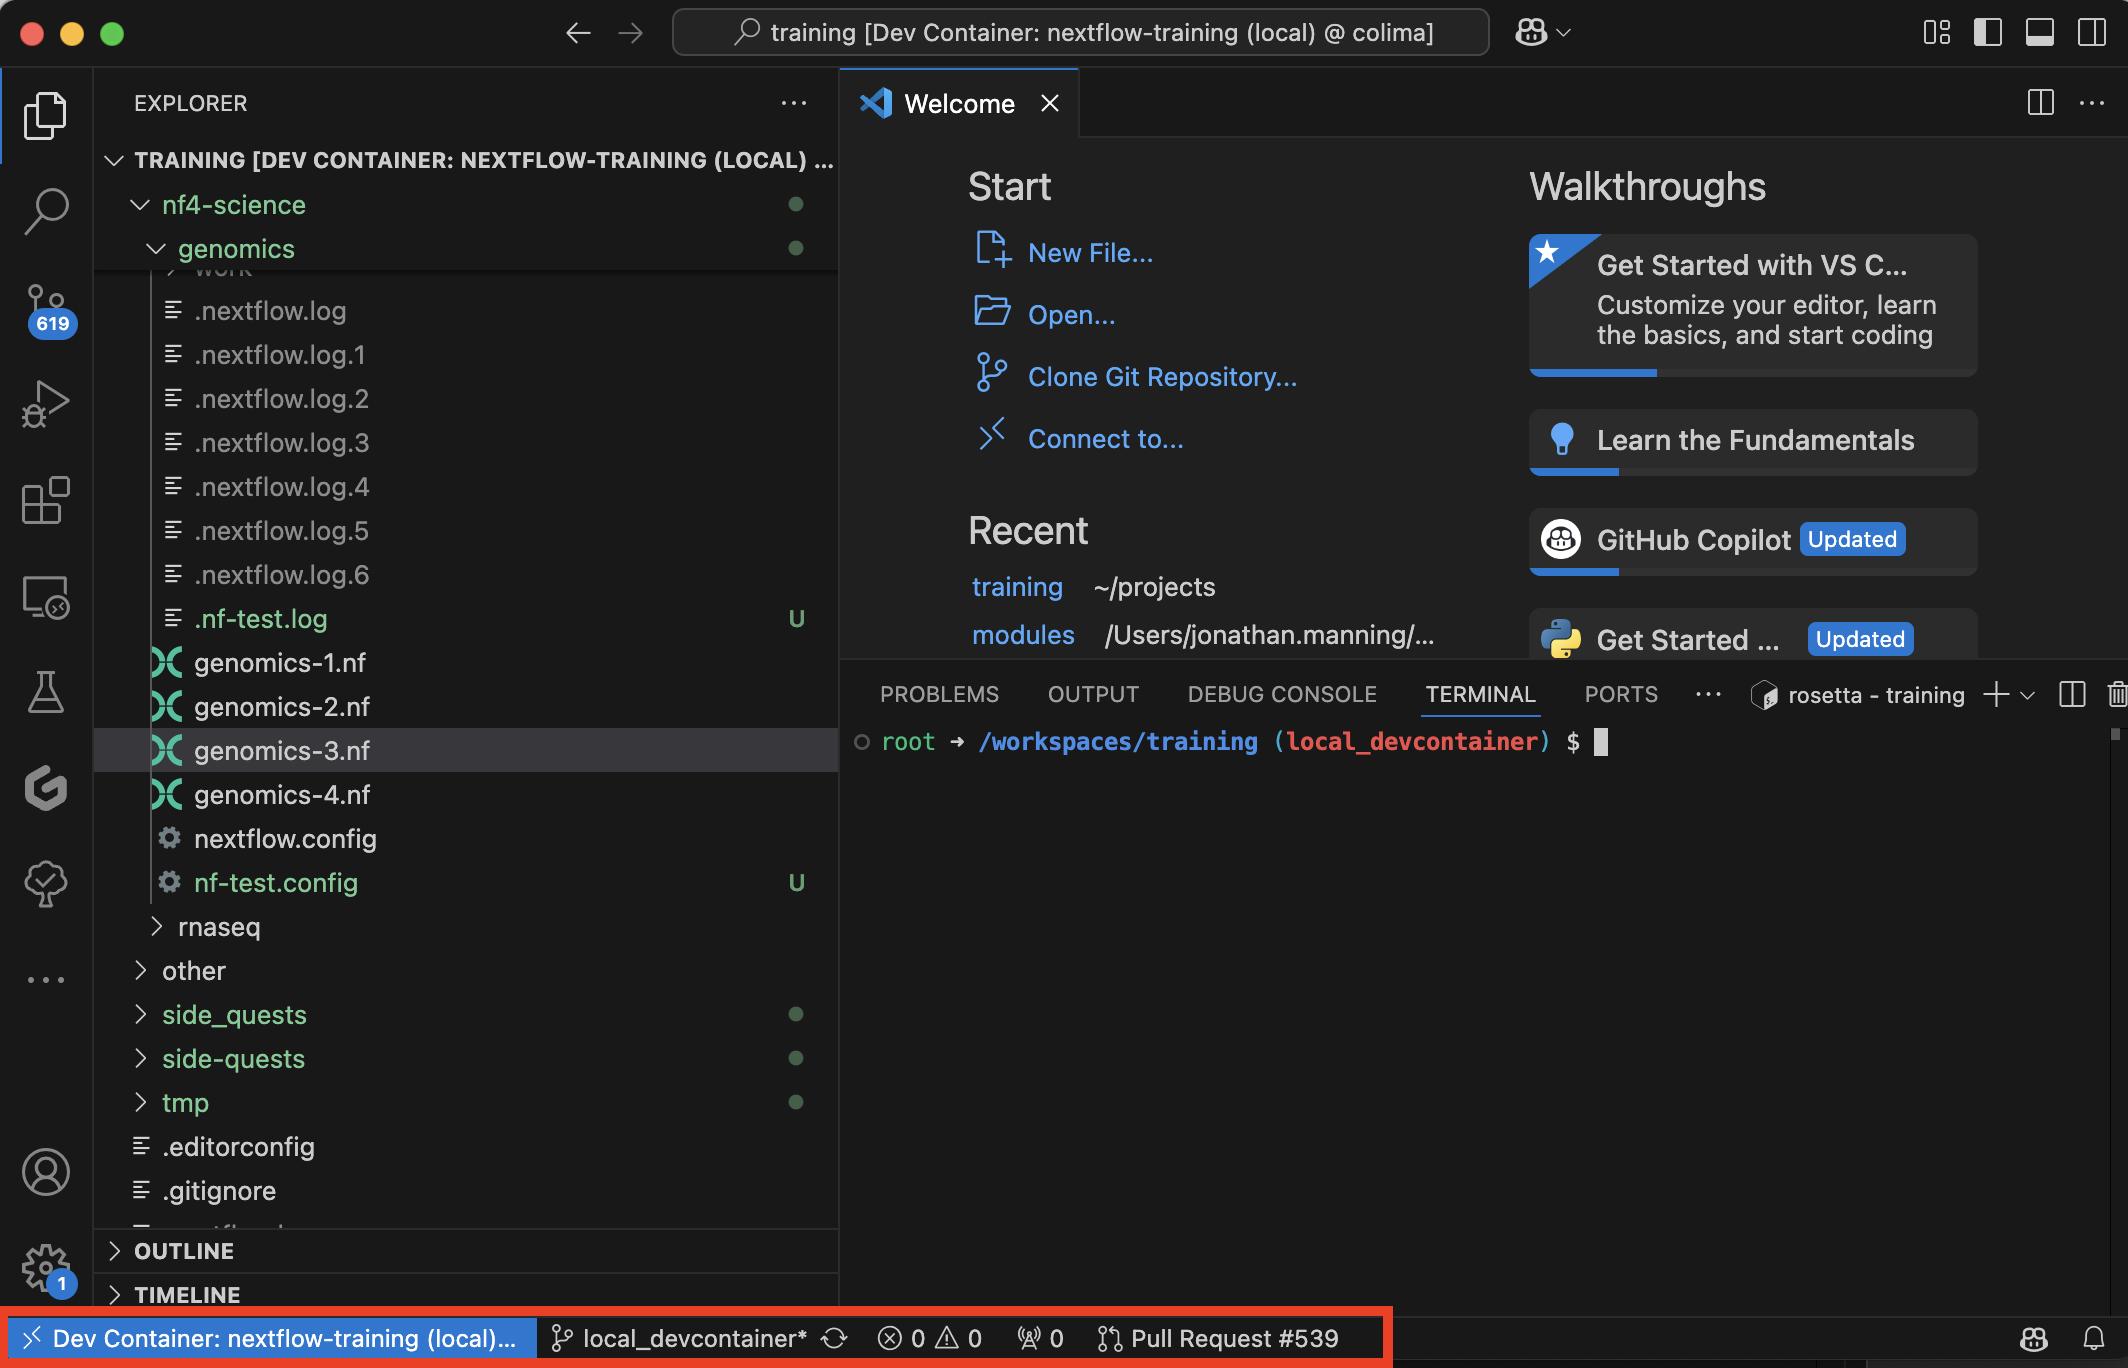 training [Dev Container: nextflow-training (local) @ colima]
EXPLORER
TRAINING [DEV CONTAINER: NEXTFLOW-TRAINING (LOCAL) ...
nf4-science
genomics
work
.nextflow.log
.nextflow.log.1
.nextflow.log.2
.nextflow.log.3
.nextflow.log.4
.nextflow.log.5
.nextflow.log.6
.nf-test.log U
genomics-1.nf
genomics-2.nf
genomics-3.nf
genomics-4.nf
nextflow.config
nf-test.config U
rnaseq
other
side_quests
side-quests
tmp
.editorconfig
.gitignore
OUTLINE
TIMELINE
619
1
Welcome
Start
New File...
Open...
Clone Git Repository...
Connect to...
Recent
training ~/projects
modules /Users/jonathan.manning/...
Walkthroughs
Get Started with VS C...
Customize your editor, learn
the basics, and start coding
Learn the Fundamentals
GitHub Copilot Updated
Get Started ... Updated
PROBLEMS OUTPUT DEBUG CONSOLE TERMINAL PORTS ... rosetta - training
root ➜ /workspaces/training (local_devcontainer) $
Dev Container: nextflow-training (local)... local_devcontainer* 0 0 0 Pull Request #539